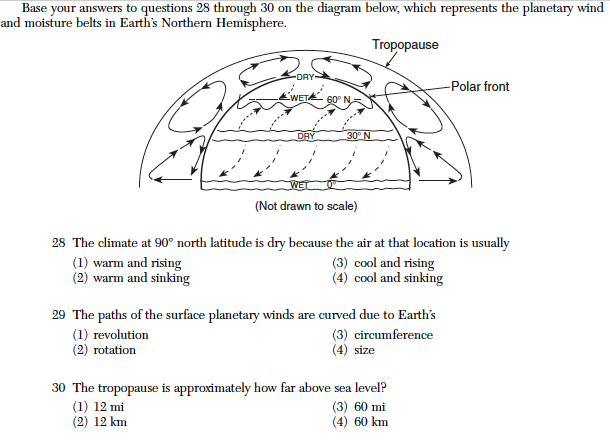 Base your answers to questions 28 through 30 on the diagram below, which represents the planetary wind
and moisture belts in Earth's Northern Hemisphere.
Tropopause
DRY
Polar front
WET 60° N
DRY 30° N
WET 0°
(Not drawn to scale)
28 The climate at 90° north latitude is dry because the air at that location is usually
(1) warm and rising (3) cool and rising
(2) warm and sinking (4) cool and sinking
29 The paths of the surface planetary winds are curved due to Earth's
(1) revolution (3) circumference
(2) rotation (4) size
30 The tropopause is approximately how far above sea level?
(1) 12 mi (3) 60 mi
(2) 12 km (4) 60 km